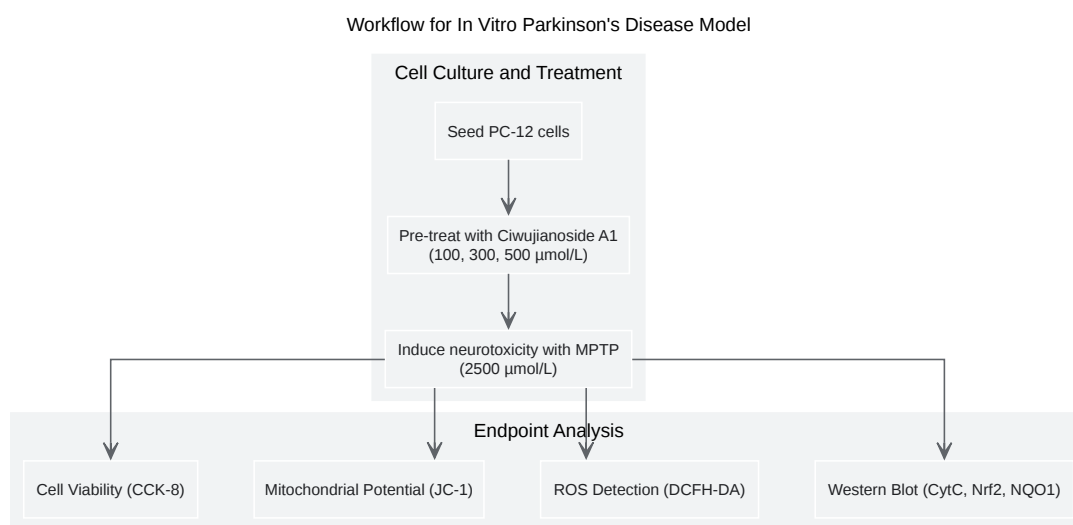 Workflow for In Vitro Parkinson's Disease Model
Cell Culture and Treatment
Seed PC-12 cells
Pre-treat with Ciwujianoside A1
(100, 300, 500 µmol/L)
Induce neurotoxicity with MPTP
(2500 µmol/L)
Endpoint Analysis
Cell Viability (CCK-8)
Mitochondrial Potential (JC-1)
ROS Detection (DCFH-DA)
Western Blot (CytC, Nrf2, NQO1)